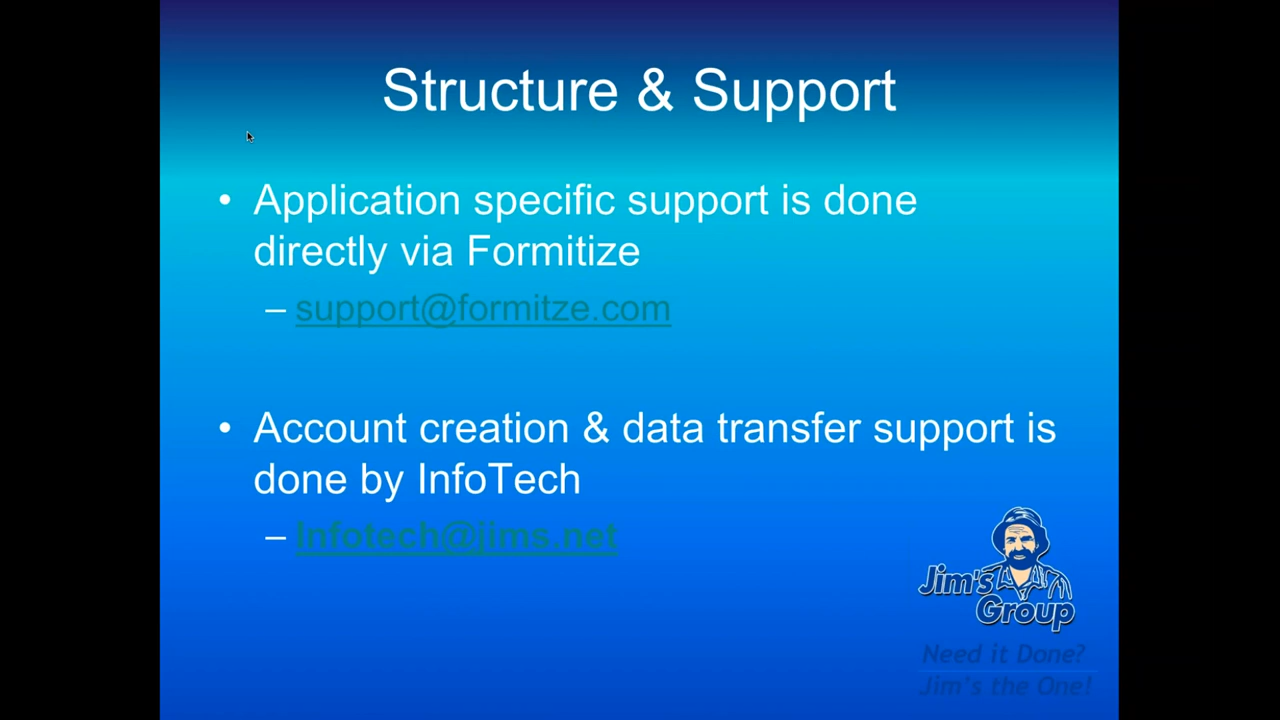 Structure & Support
• Application specific support is done
directly via Formitize
– support@formitze.com
• Account creation & data transfer support is
done by InfoTech
– Infotech@jims.net
Jim's
Group
Need it Done?
Jim's the One!